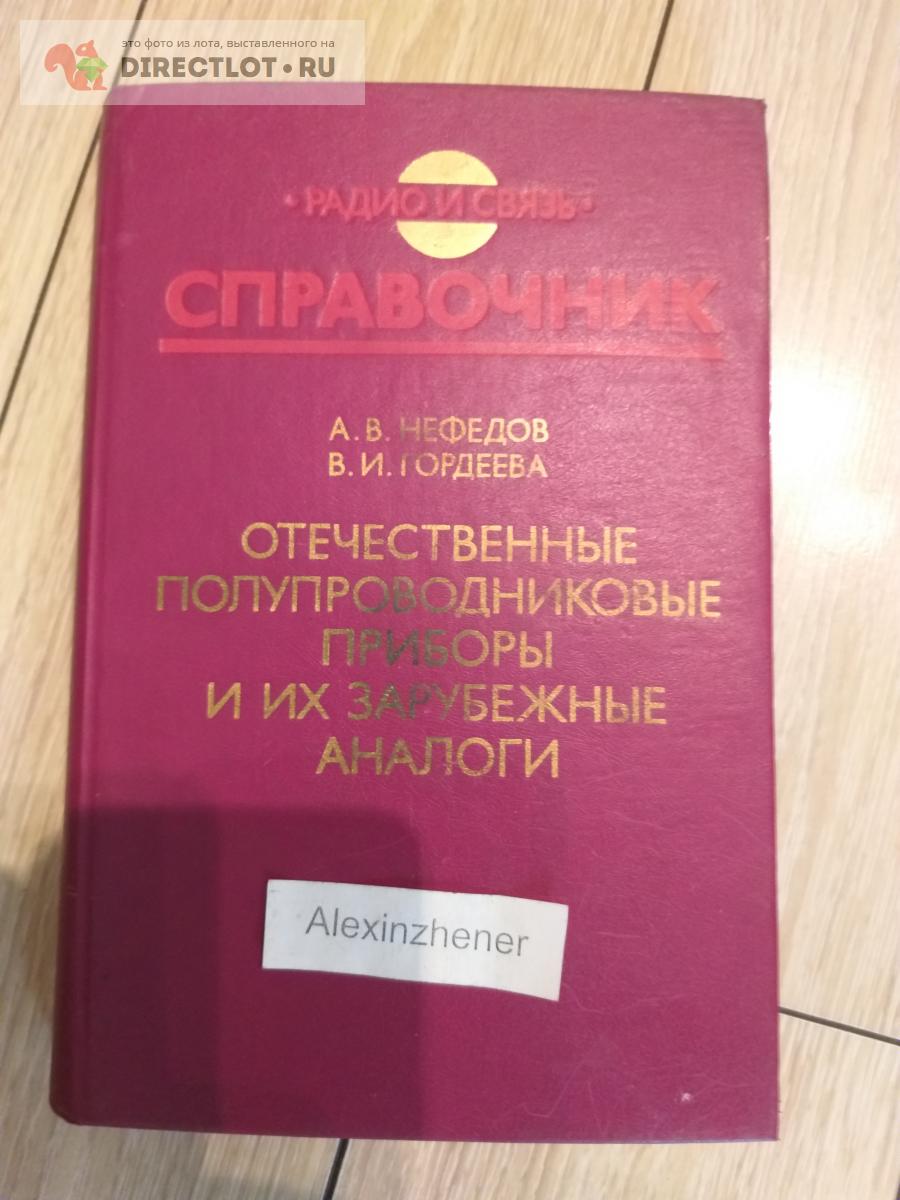 это фото из лота, выставленного на
DIRECTLOT.RU
• РАДИО И СВЯЗЬ •
СПРАВОЧНИК
А. В. НЕФЕДОВ
В. И. ГОРДЕЕВА
ОТЕЧЕСТВЕННЫЕ
ПОЛУПРОВОДНИКОВЫЕ
ПРИБОРЫ
И ИХ ЗАРУБЕЖНЫЕ
АНАЛОГИ
Alexinzhener